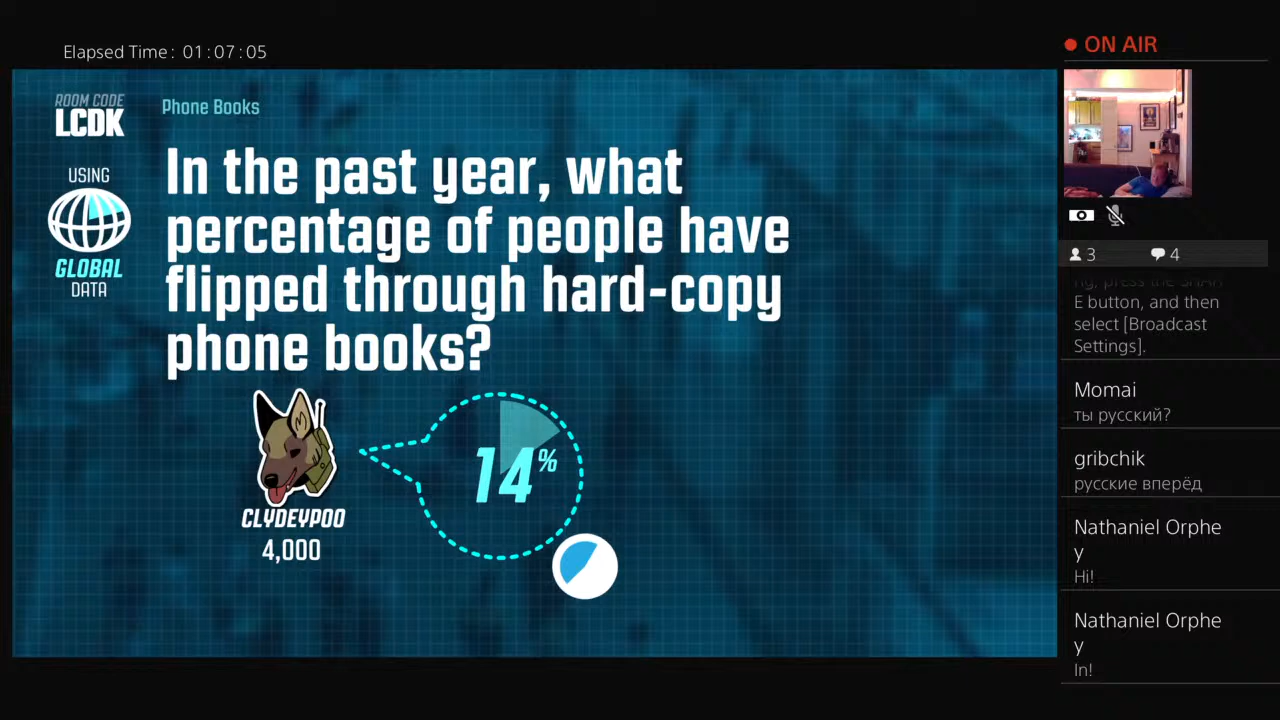 Elapsed Time: 01:07:05
ON AIR
ROOM CODE
LCDK
Phone Books
In the past year, what
percentage of people have
flipped through hard-copy
phone books?
USING
GLOBAL
DATA
14%
CLYDEYPOO
4,000
3 4
E button, and then
select [Broadcast
Settings].
Momai
ты русский?
gribchik
русские вперёд
Nathaniel Orphe
y
Hi!
Nathaniel Orphe
y
In!